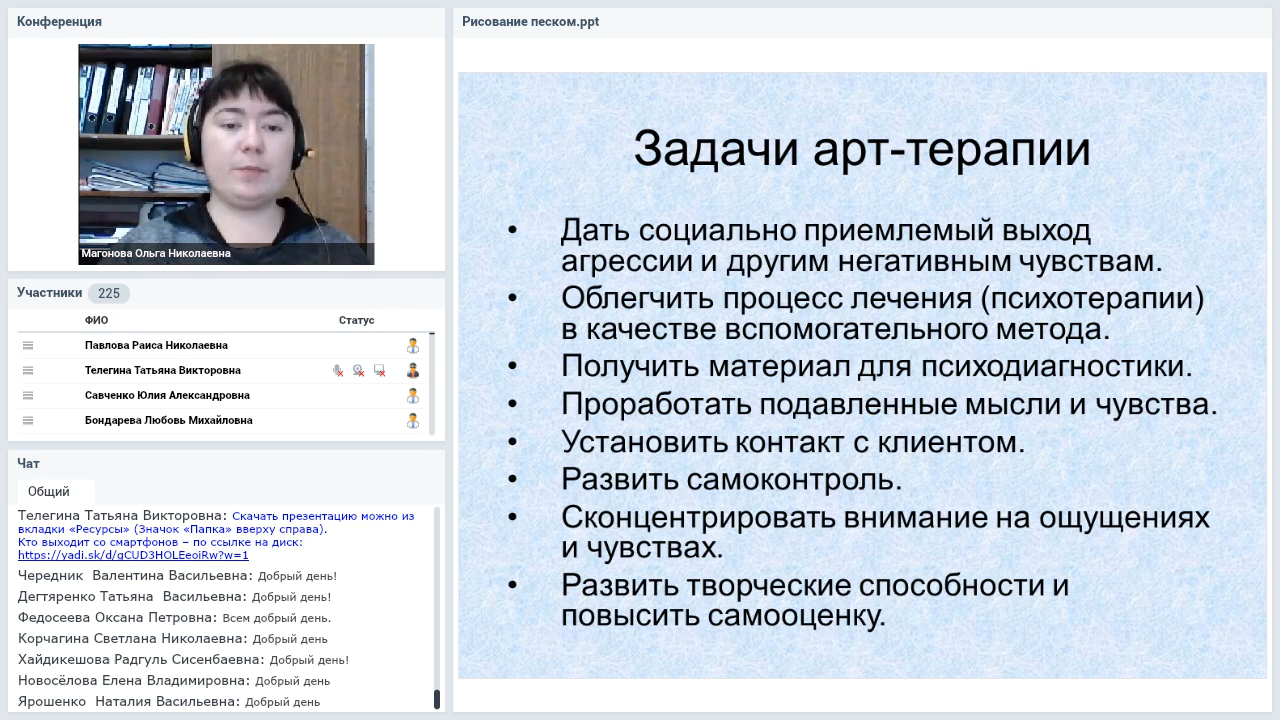 Конференция
Магонова Ольга Николаевна
Участники 225
ФИО Статус
Павлова Раиса Николаевна
Телегина Татьяна Викторовна
Савченко Юлия Александровна
Бондарева Любовь Михайловна
Чат
Общий
Телегина Татьяна Викторовна: Скачать презентацию можно из
вкладки «Ресурсы» (Значок «Папка» вверху справа).
Кто выходит со смартфонов – по ссылке на диск:
https://yadi.sk/d/gCUD3HOLEeoiRw?w=1
Чередник Валентина Васильевна: Добрый день!
Дегтяренко Татьяна Васильевна: Добрый день!
Федосеева Оксана Петровна: Всем добрый день.
Корчагина Светлана Николаевна: Добрый день
Хайдикешова Радгуль Сисенбаевна: Добрый день!
Новосёлова Елена Владимировна: Добрый день
Ярошенко Наталия Васильевна: Добрый день
Рисование песком.ppt
Задачи арт-терапии
• Дать социально приемлемый выход
агрессии и другим негативным чувствам.
• Облегчить процесс лечения (психотерапии)
в качестве вспомогательного метода.
• Получить материал для психодиагностики.
• Проработать подавленные мысли и чувства.
• Установить контакт с клиентом.
• Развить самоконтроль.
• Сконцентрировать внимание на ощущениях
и чувствах.
• Развить творческие способности и
повысить самооценку.